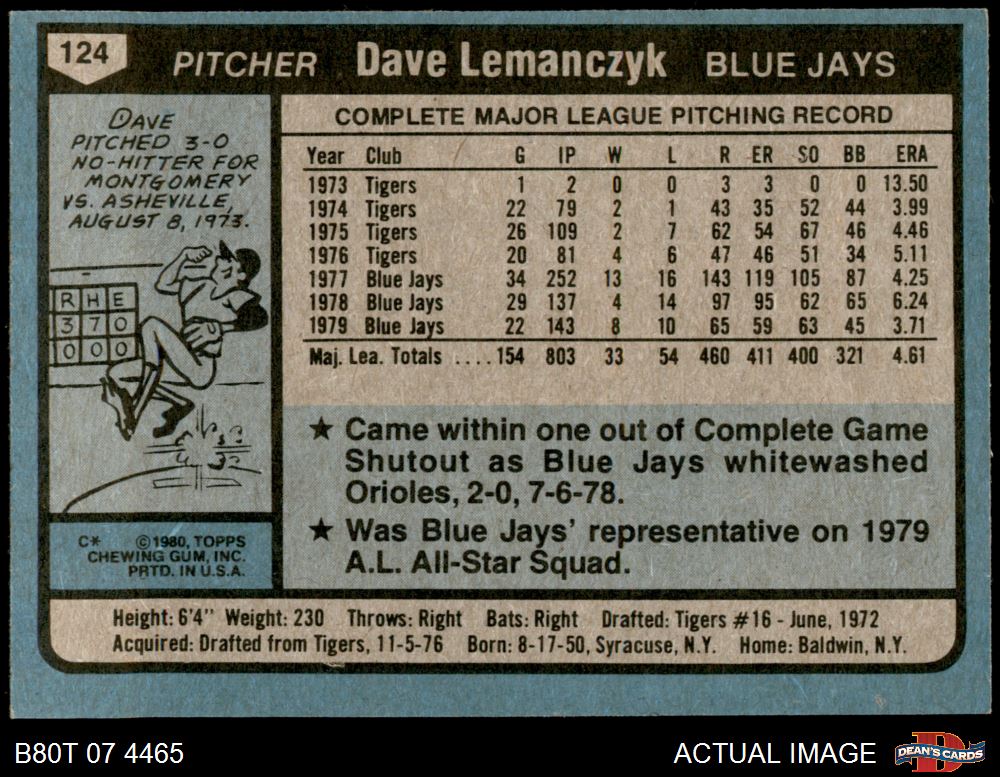 124 PITCHER Dave Lemanczyk BLUE JAYS
DAVE
PITCHED 3-0
NO-HITTER FOR
MONTGOMERY
VS. ASHEVILLE,
AUGUST 8, 1973.
R H E
3 7 0
0 0 0
C* ©1980, TOPPS
CHEWING GUM, INC.
PRTD. IN U.S.A.
COMPLETE MAJOR LEAGUE PITCHING RECORD
Year Club G IP W L R ER SO BB ERA
1973 Tigers 1 2 0 0 3 3 0 0 13.50
1974 Tigers 22 79 2 1 43 35 52 44 3.99
1975 Tigers 26 109 2 7 62 54 67 46 4.46
1976 Tigers 20 81 4 6 47 46 51 34 5.11
1977 Blue Jays 34 252 13 16 143 119 105 87 4.25
1978 Blue Jays 29 137 4 14 97 95 62 65 6.24
1979 Blue Jays 22 143 8 10 65 59 63 45 3.71
Maj. Lea. Totals ....154 803 33 54 460 411 400 321 4.61
★ Came within one out of Complete Game
Shutout as Blue Jays whitewashed
Orioles, 2-0, 7-6-78.
★ Was Blue Jays' representative on 1979
A.L. All-Star Squad.
Height: 6'4" Weight: 230 Throws: Right Bats: Right Drafted: Tigers #16 - June, 1972
Acquired: Drafted from Tigers, 11-5-76 Born: 8-17-50, Syracuse, N.Y. Home: Baldwin, N.Y.
B80T 07 4465 ACTUAL IMAGE DEAN'S CARDS